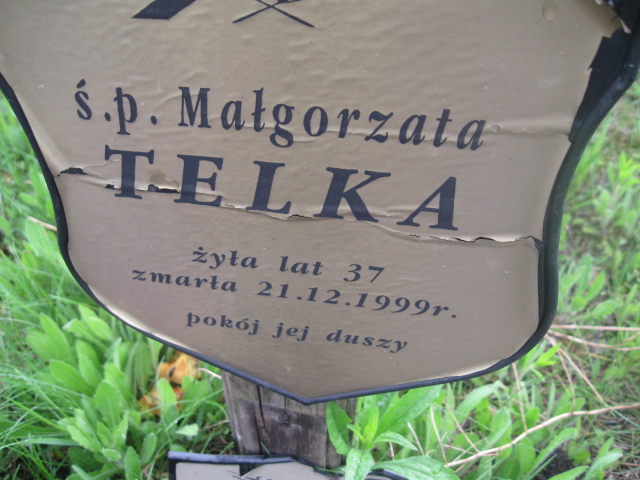 ś.p. Małgorzata
TELKA
żyła lat 37
zmarła 21.12.1999r.
pokój jej duszy